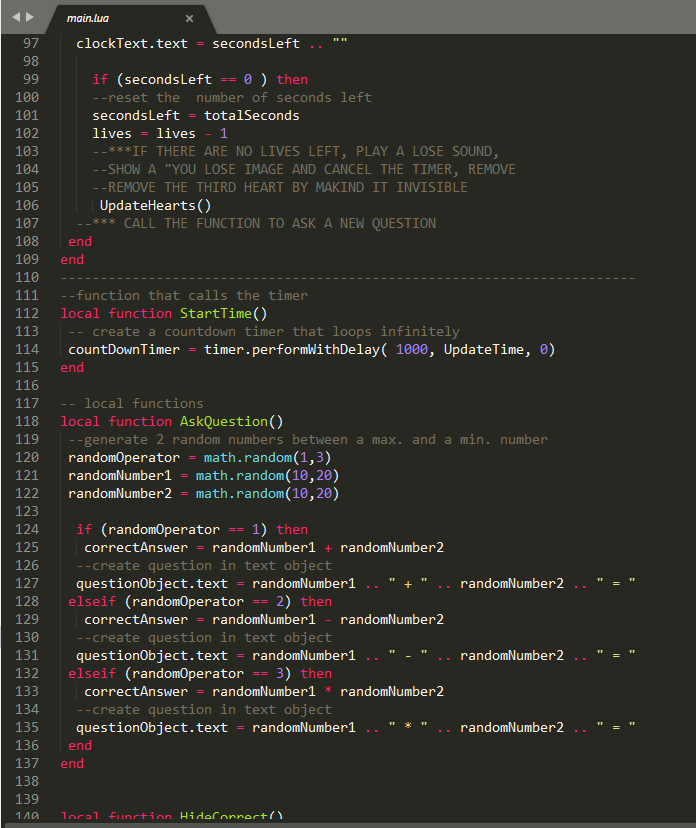 main.lua ×
97 clockText.text = secondsLeft .. ""
98
99 if (secondsLeft == 0 ) then
100 --reset the  number of seconds left
101 secondsLeft = totalSeconds
102 lives = lives - 1
103 --***IF THERE ARE NO LIVES LEFT, PLAY A LOSE SOUND,
104 --SHOW A "YOU LOSE IMAGE AND CANCEL THE TIMER, REMOVE
105 --REMOVE THE THIRD HEART BY MAKIND IT INVISIBLE
106 UpdateHearts()
107 --*** CALL THE FUNCTION TO ASK A NEW QUESTION
108 end
109 end
110 ------------------------------------------------------------------------
111 --function that calls the timer
112 local function StartTime()
113 -- create a countdown timer that loops infinitely
114 countDownTimer = timer.performWithDelay( 1000, UpdateTime, 0)
115 end
116
117 -- local functions
118 local function AskQuestion()
119 --generate 2 random numbers between a max. and a min. number
120 randomOperator = math.random(1,3)
121 randomNumber1 = math.random(10,20)
122 randomNumber2 = math.random(10,20)
123
124 if (randomOperator == 1) then
125 correctAnswer = randomNumber1 + randomNumber2
126 --create question in text object
127 questionObject.text = randomNumber1 .. " + " .. randomNumber2 .. " = "
128 elseif (randomOperator == 2) then
129 correctAnswer = randomNumber1 - randomNumber2
130 --create question in text object
131 questionObject.text = randomNumber1 .. " - " .. randomNumber2 .. " = "
132 elseif (randomOperator == 3) then
133 correctAnswer = randomNumber1 * randomNumber2
134 --create question in text object
135 questionObject.text = randomNumber1 .. " * " .. randomNumber2 .. " = "
136 end
137 end
138
139
140 local function HideCorrect()